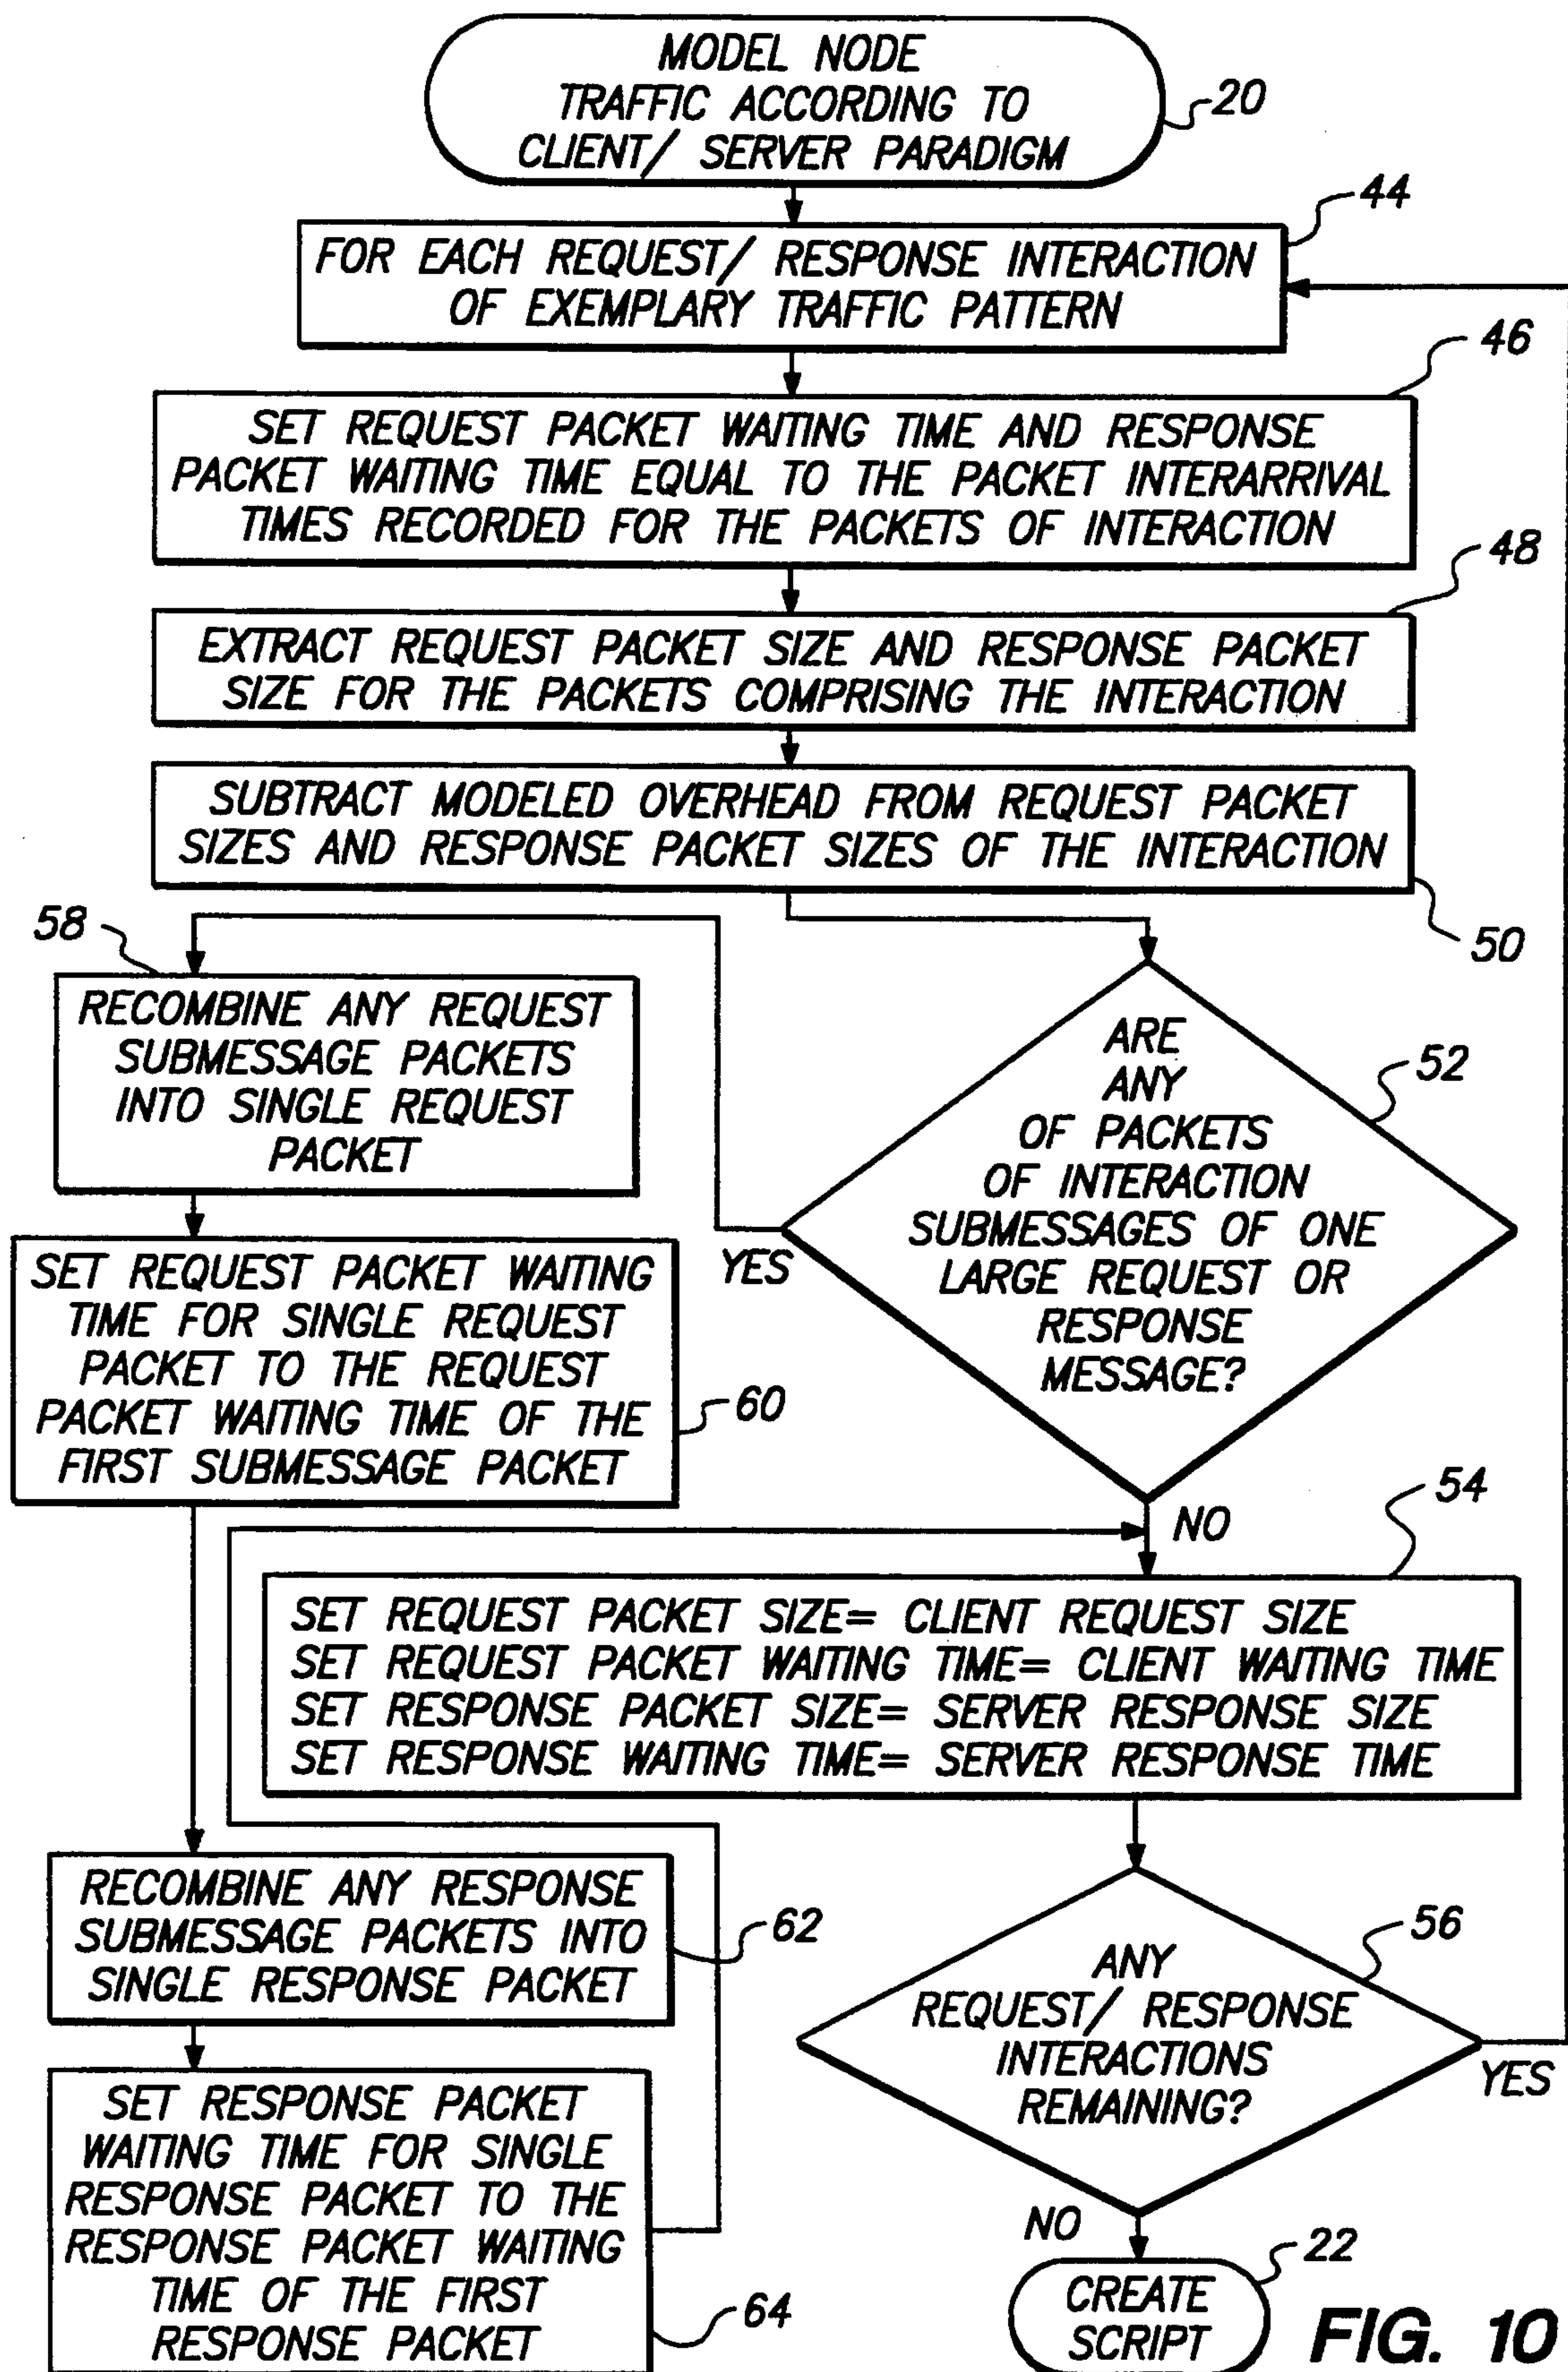 MODEL NODE
TRAFFIC ACCORDING TO
CLIENT/ SERVER PARADIGM
20
44
FOR EACH REQUEST/ RESPONSE INTERACTION
OF EXEMPLARY TRAFFIC PATTERN
46
SET REQUEST PACKET WAITING TIME AND RESPONSE
PACKET WAITING TIME EQUAL TO THE PACKET INTERARRIVAL
TIMES RECORDED FOR THE PACKETS OF INTERACTION
48
EXTRACT REQUEST PACKET SIZE AND RESPONSE PACKET
SIZE FOR THE PACKETS COMPRISING THE INTERACTION
SUBTRACT MODELED OVERHEAD FROM REQUEST PACKET
SIZES AND RESPONSE PACKET SIZES OF THE INTERACTION
50
58
RECOMBINE ANY REQUEST
SUBMESSAGE PACKETS
INTO SINGLE REQUEST
PACKET
ARE
ANY
OF PACKETS
OF INTERACTION
SUBMESSAGES OF ONE
LARGE REQUEST OR
RESPONSE
MESSAGE?
52
YES
SET REQUEST PACKET WAITING
TIME FOR SINGLE REQUEST
PACKET TO THE REQUEST
PACKET WAITING TIME OF THE
FIRST SUBMESSAGE PACKET
60
NO
54
SET REQUEST PACKET SIZE= CLIENT REQUEST SIZE
SET REQUEST PACKET WAITING TIME= CLIENT WAITING TIME
SET RESPONSE PACKET SIZE= SERVER RESPONSE SIZE
SET RESPONSE WAITING TIME= SERVER RESPONSE TIME
RECOMBINE ANY RESPONSE
SUBMESSAGE PACKETS INTO
SINGLE RESPONSE PACKET
62
56
ANY
REQUEST/ RESPONSE
INTERACTIONS
REMAINING?
YES
SET RESPONSE PACKET
WAITING TIME FOR SINGLE
RESPONSE PACKET TO THE
RESPONSE PACKET WAITING
TIME OF THE FIRST
RESPONSE PACKET
64
NO
22
CREATE
SCRIPT
FIG. 10